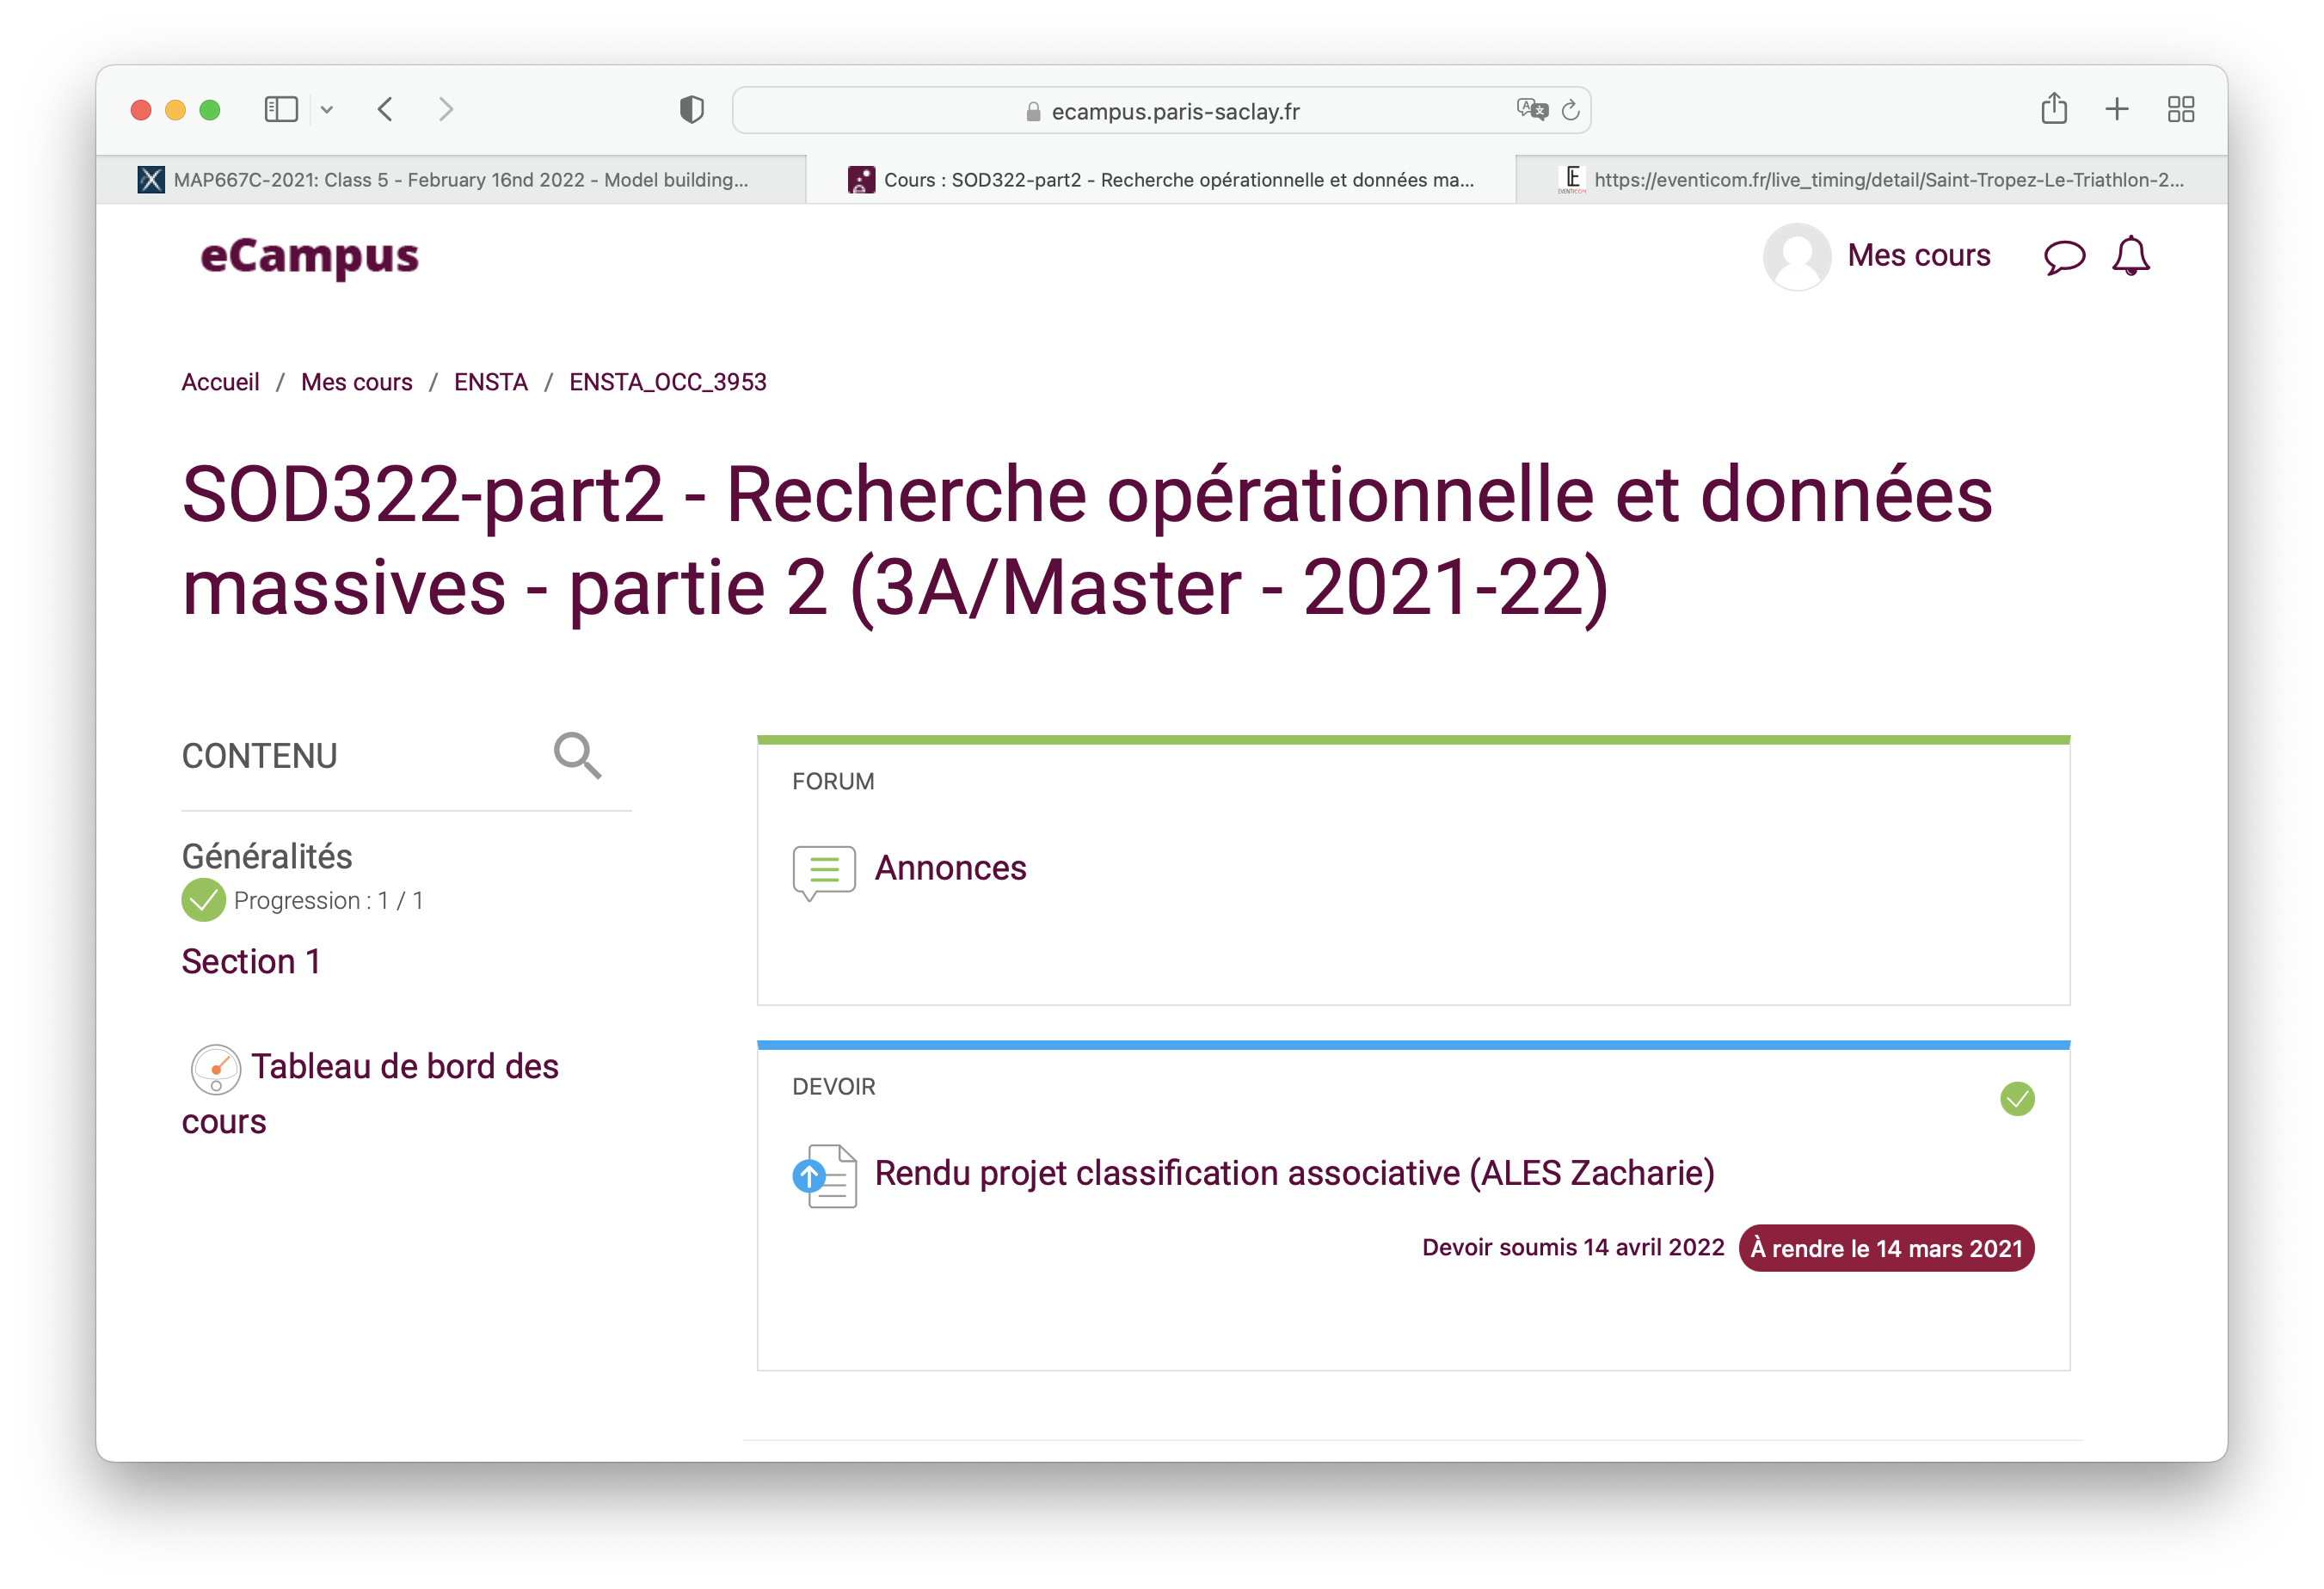 ecampus.paris-saclay.fr
MAP667C-2021: Class 5 - February 16nd 2022 - Model building...
Cours : SOD322-part2 - Recherche opérationnelle et données ma...
https://eventicom.fr/live_timing/detail/Saint-Tropez-Le-Triathlon-2...
eCampus
Mes cours
Accueil / Mes cours / ENSTA / ENSTA_OCC_3953
SOD322-part2 - Recherche opérationnelle et données
massives - partie 2 (3A/Master - 2021-22)
CONTENU
Généralités
Progression : 1 / 1
Section 1
Tableau de bord des
cours
FORUM
Annonces
DEVOIR
Rendu projet classification associative (ALES Zacharie)
Devoir soumis 14 avril 2022 À rendre le 14 mars 2021